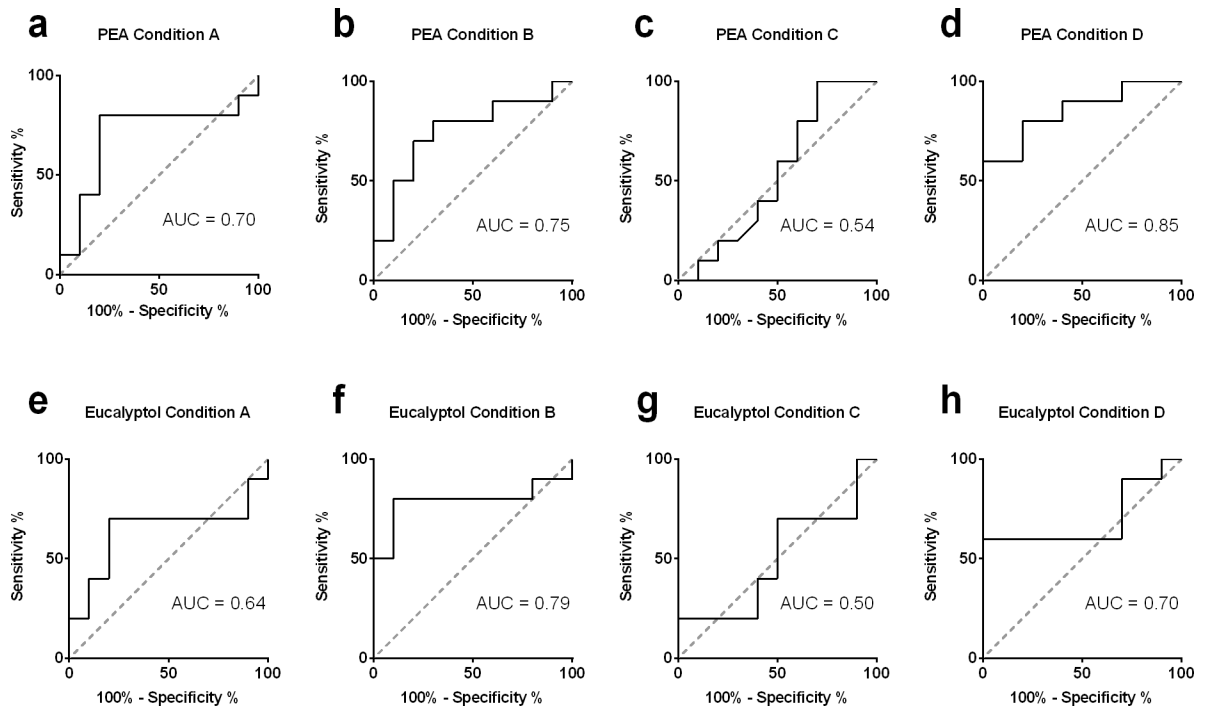 a
PEA Condition A
100
50
0
Sensitivity %
AUC = 0.70
0 50 100
100% - Specificity %
b
PEA Condition B
100
50
0
Sensitivity %
AUC = 0.75
0 50 100
100% - Specificity %
c
PEA Condition C
100
50
0
Sensitivity %
AUC = 0.54
0 50 100
100% - Specificity %
d
PEA Condition D
100
50
0
Sensitivity %
AUC = 0.85
0 50 100
100% - Specificity %
e
Eucalyptol Condition A
100
50
0
Sensitivity %
AUC = 0.64
0 50 100
100% - Specificity %
f
Eucalyptol Condition B
100
50
0
Sensitivity %
AUC = 0.79
0 50 100
100% - Specificity %
g
Eucalyptol Condition C
100
50
0
Sensitivity %
AUC = 0.50
0 50 100
100% - Specificity %
h
Eucalyptol Condition D
100
50
0
Sensitivity %
AUC = 0.70
0 50 100
100% - Specificity %